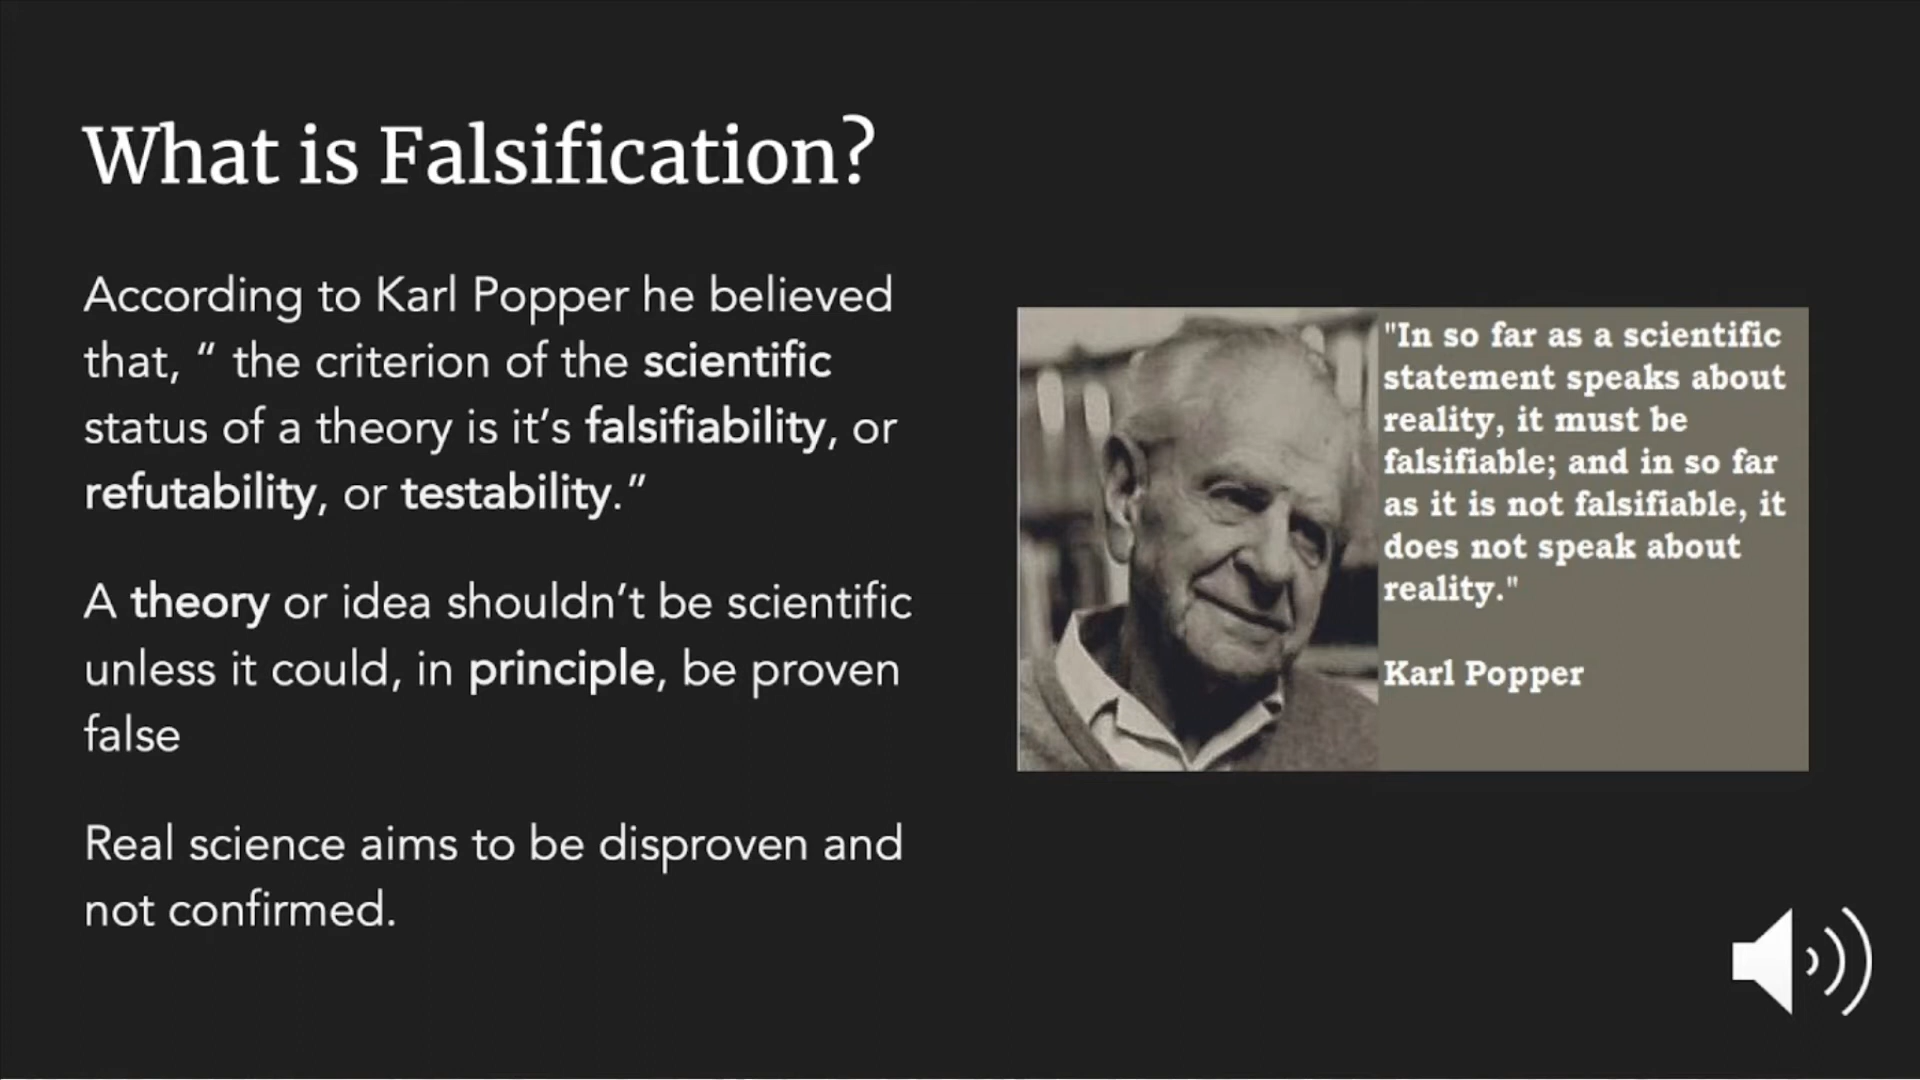 What is Falsification?
According to Karl Popper he believed
that, “ the criterion of the scientific
status of a theory is it’s falsifiability, or
refutability, or testability.”
A theory or idea shouldn’t be scientific
unless it could, in principle, be proven
false
Real science aims to be disproven and
not confirmed.
"In so far as a scientific
statement speaks about
reality, it must be
falsifiable; and in so far
as it is not falsifiable, it
does not speak about
reality."
Karl Popper